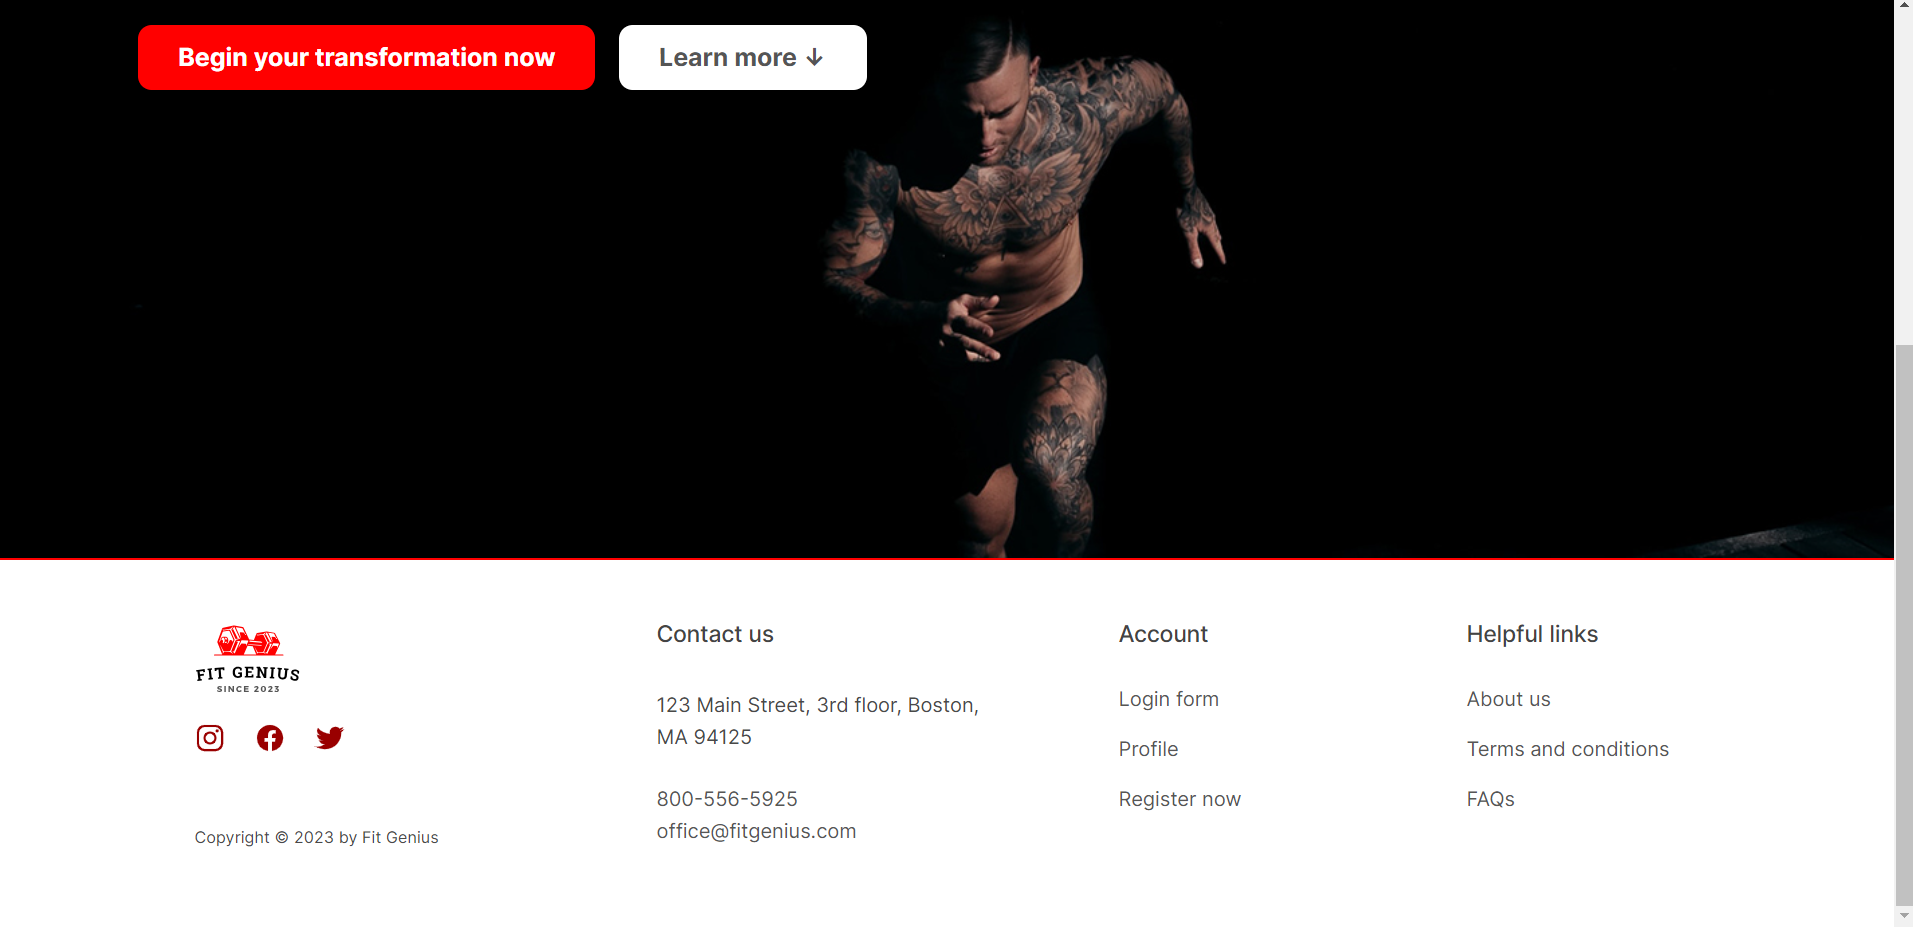 Begin your transformation now
Learn more ↓
FIT GENIUS
SINCE 2023
Copyright © 2023 by Fit Genius
Contact us
123 Main Street, 3rd floor, Boston,
MA 94125
800-556-5925
office@fitgenius.com
Account
Login form
Profile
Register now
Helpful links
About us
Terms and conditions
FAQs